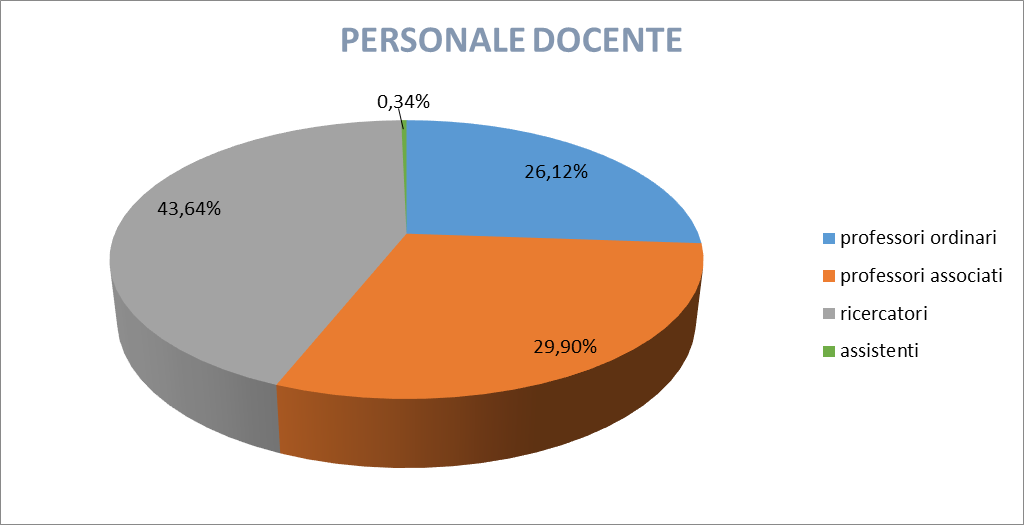 PERSONALE DOCENTE
0,34%
26,12%
43,64%
29,90%
professori ordinari
professori associati
ricercatori
assistenti